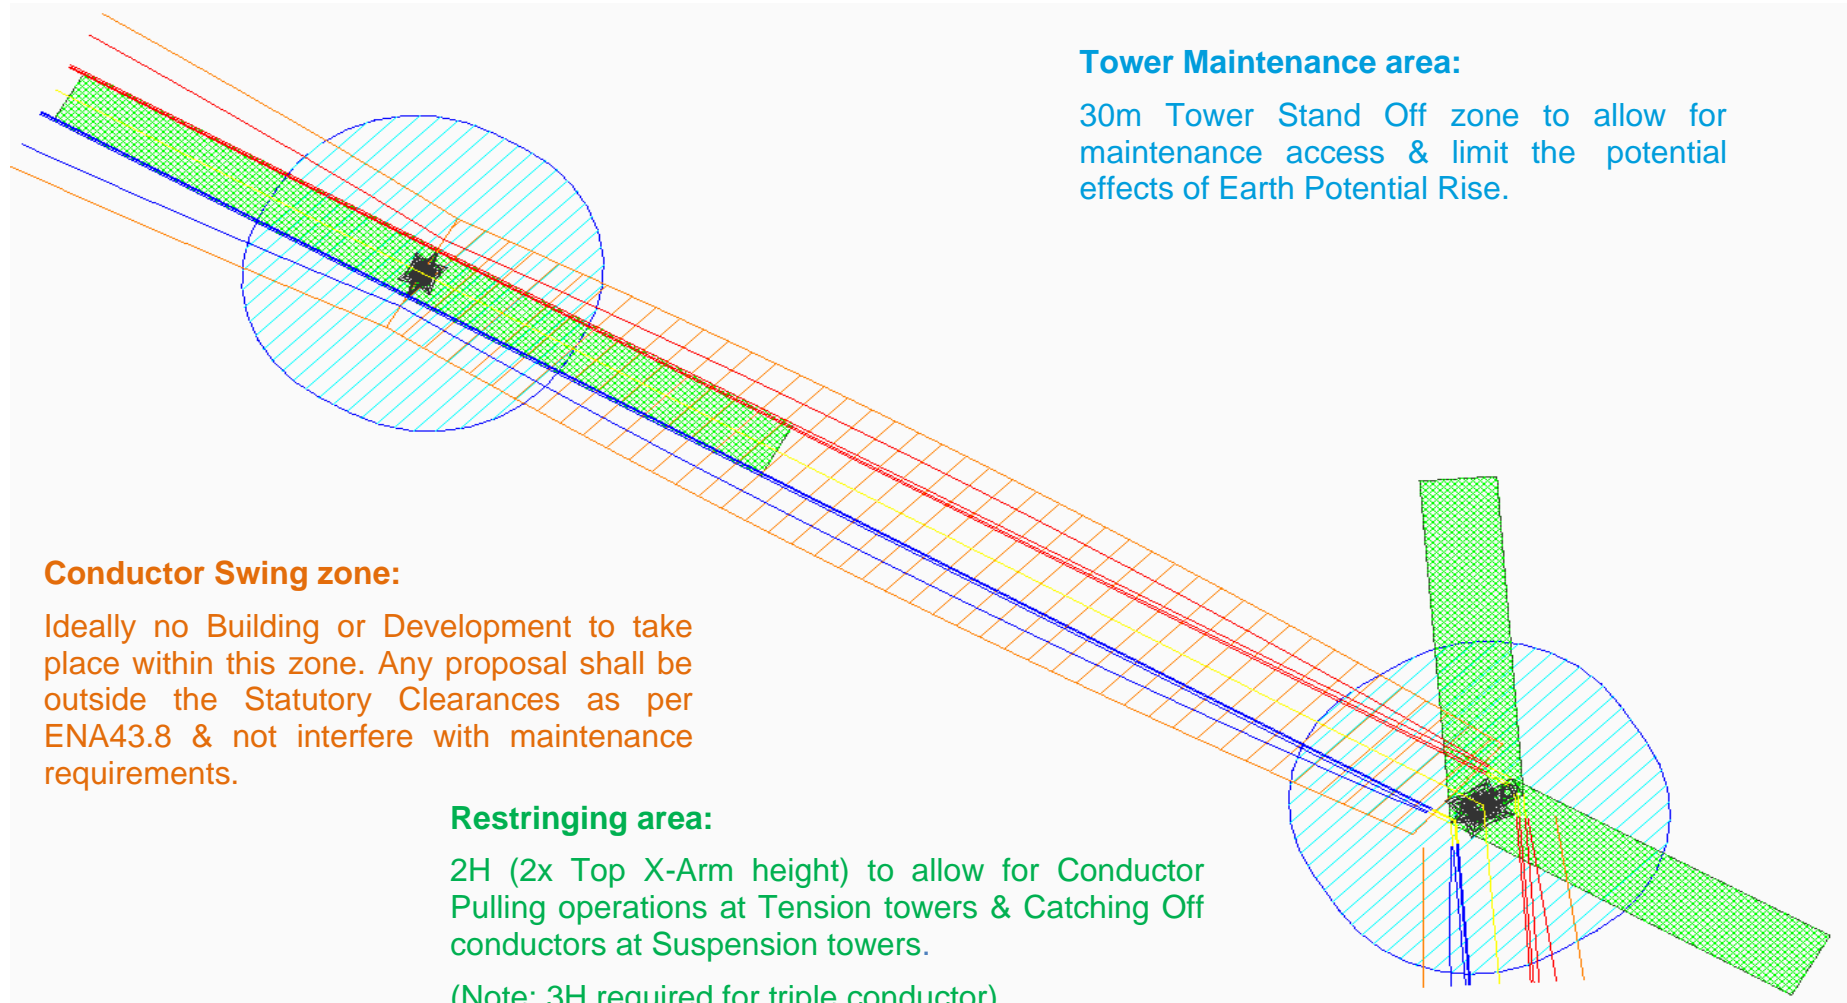 Tower Maintenance area:
30m Tower Stand Off zone to allow for
maintenance access & limit the potential
effects of Earth Potential Rise.
Conductor Swing zone:
Ideally no Building or Development to take
place within this zone. Any proposal shall be
outside the Statutory Clearances as per
ENA43.8 & not interfere with maintenance
requirements.
Restringing area:
2H (2x Top X-Arm height) to allow for Conductor
Pulling operations at Tension towers & Catching Off
conductors at Suspension towers.
(Note: 3H required for triple conductor)